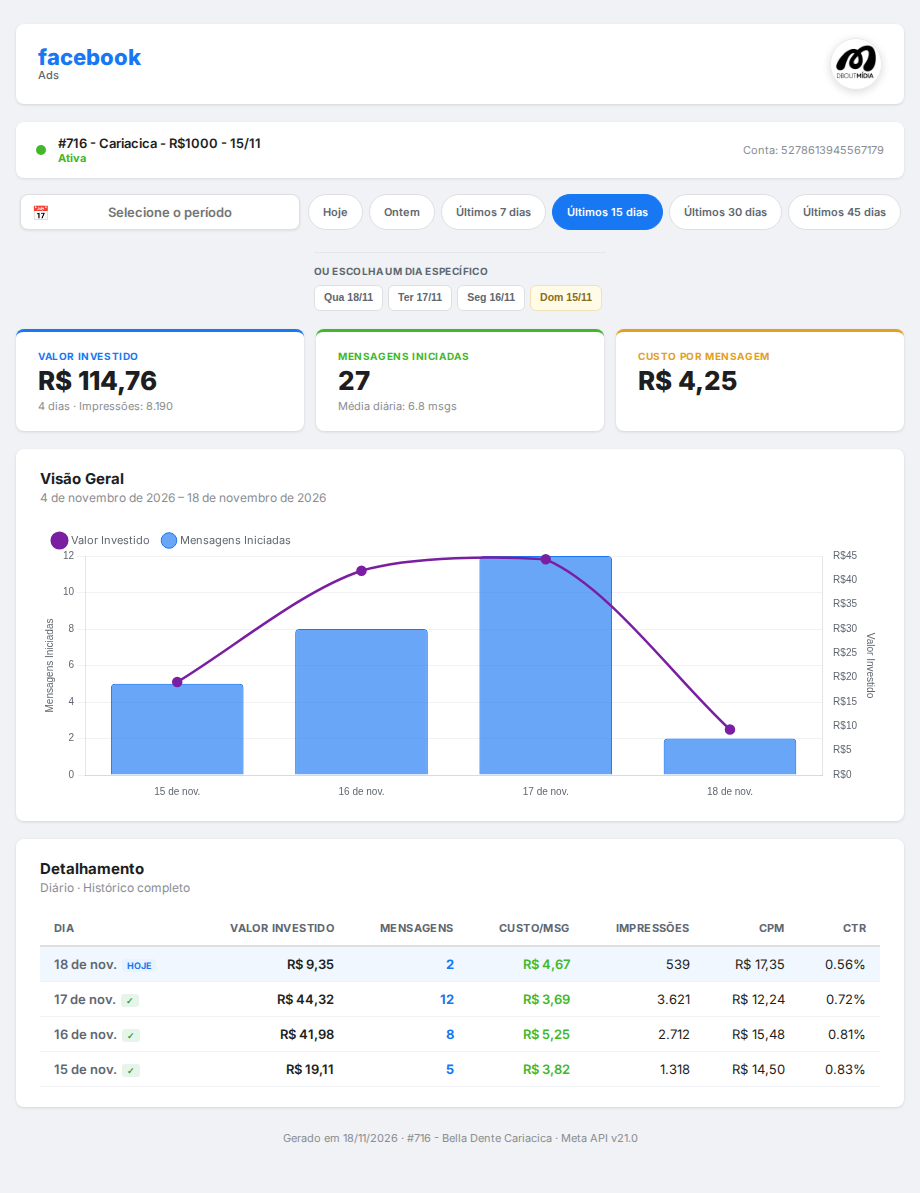 facebook
Ads
DBOUTMÍDIA
#716 - Cariacica - R$1000 - 15/11
Ativa
Conta: 5278613945567179
Selecione o período
Hoje
Ontem
Últimos 7 dias
Últimos 15 dias
Últimos 30 dias
Últimos 45 dias
OU ESCOLHA UM DIA ESPECÍFICO
Qua 18/11
Ter 17/11
Seg 16/11
Dom 15/11
VALOR INVESTIDO
R$ 114,76
4 dias · Impressões: 8.190
MENSAGENS INICIADAS
27
Média diária: 6.8 msgs
CUSTO POR MENSAGEM
R$ 4,25
Visão Geral
4 de novembro de 2026 – 18 de novembro de 2026
Valor Investido
Mensagens Iniciadas
12
10
8
6
4
2
0
Mensagens Iniciadas
R$45
R$40
R$35
R$30
R$25
R$20
R$15
R$10
R$5
R$0
Valor Investido
15 de nov.
16 de nov.
17 de nov.
18 de nov.
Detalhamento
Diário · Histórico completo
DIA VALOR INVESTIDO MENSAGENS CUSTO/MSG IMPRESSÕES CPM CTR
18 de nov. HOJE R$ 9,35 2 R$ 4,67 539 R$ 17,35 0.56%
17 de nov. ✓ R$ 44,32 12 R$ 3,69 3.621 R$ 12,24 0.72%
16 de nov. ✓ R$ 41,98 8 R$ 5,25 2.712 R$ 15,48 0.81%
15 de nov. ✓ R$ 19,11 5 R$ 3,82 1.318 R$ 14,50 0.83%
Gerado em 18/11/2026 · #716 - Bella Dente Cariacica · Meta API v21.0